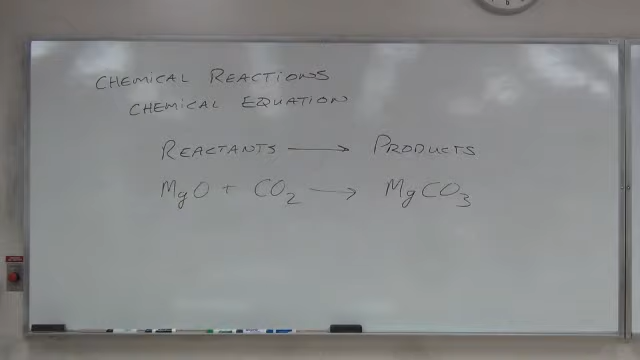 CHEMICAL REACTIONS
CHEMICAL EQUATION
REACTANTS → PRODUCTS
MgO + CO₂ → MgCO₃